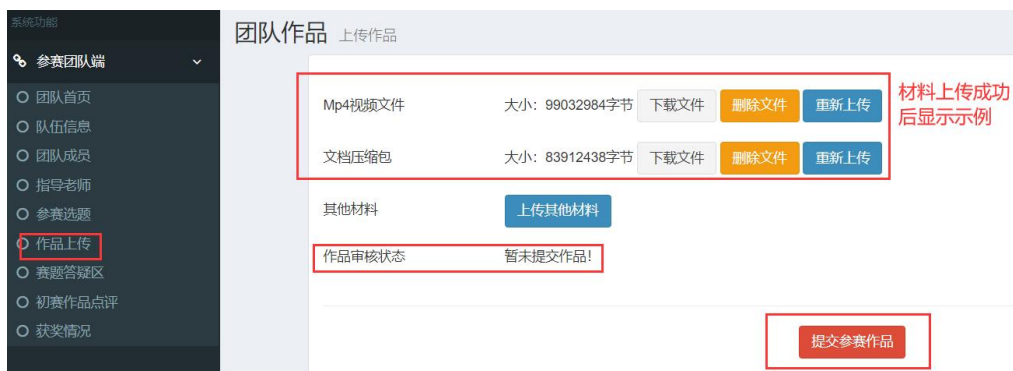 系统功能
参赛团队端
团队首页
队伍信息
团队成员
指导老师
参赛选题
作品上传
赛题答疑区
初赛作品点评
获奖情况
团队作品 上传作品
Mp4视频文件 大小：99032984字节 下载文件 删除文件 重新上传
文档压缩包 大小：83912438字节 下载文件 删除文件 重新上传
材料上传成功
后显示示例
其他材料 上传其他材料
作品审核状态 暂未提交作品！
提交参赛作品